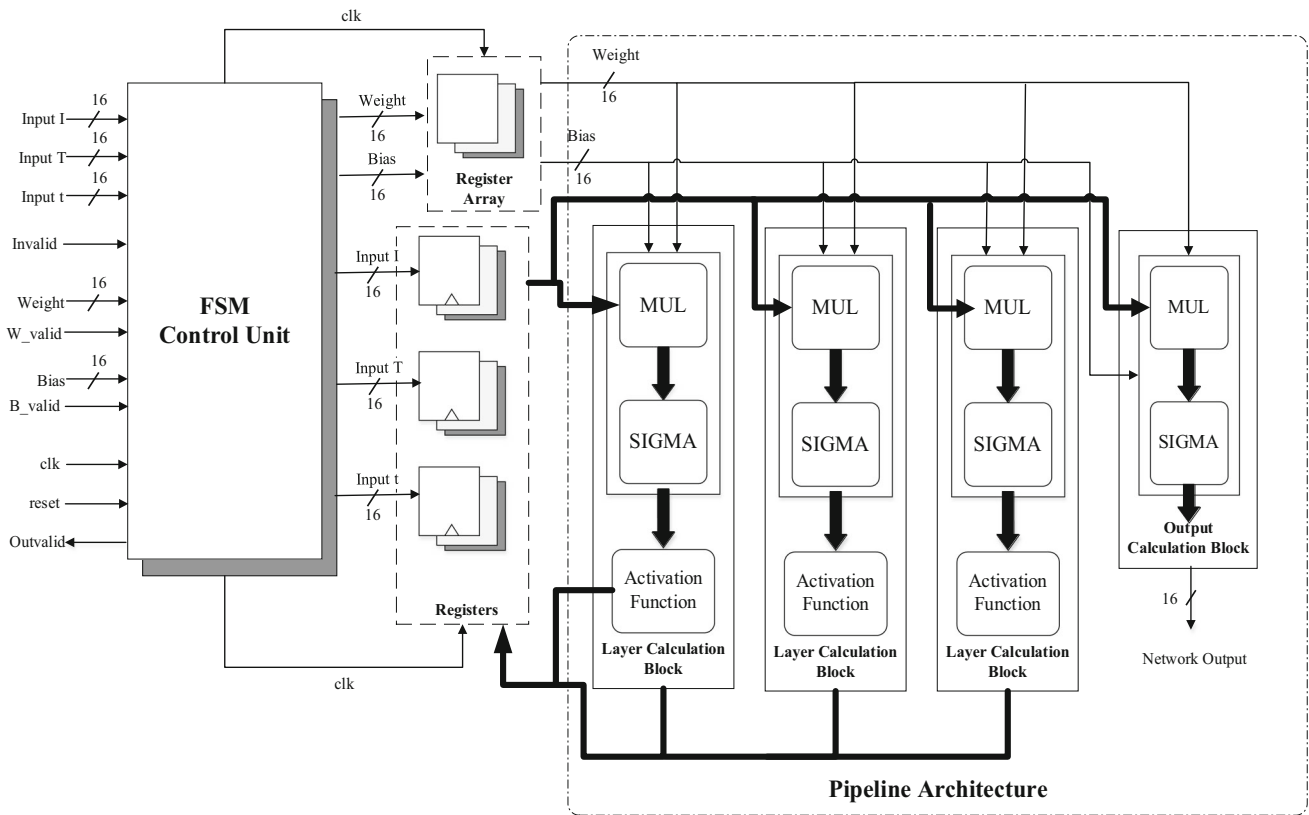 clk
16
Input I
16
Input T
16
Input t
Invalid
16
Weight
W_valid
16
Bias
B_valid
clk
reset
Outvalid
FSM
Control Unit
Weight
16
Bias
16
Input I
16
Input T
16
Input t
16
Register
Array
Registers
clk
Weight
16
Bias
16
MUL
SIGMA
Activation
Function
Layer Calculation
Block
MUL
SIGMA
Activation
Function
Layer Calculation
Block
MUL
SIGMA
Activation
Function
Layer Calculation
Block
MUL
SIGMA
Output
Calculation Block
16
Network Output
Pipeline Architecture